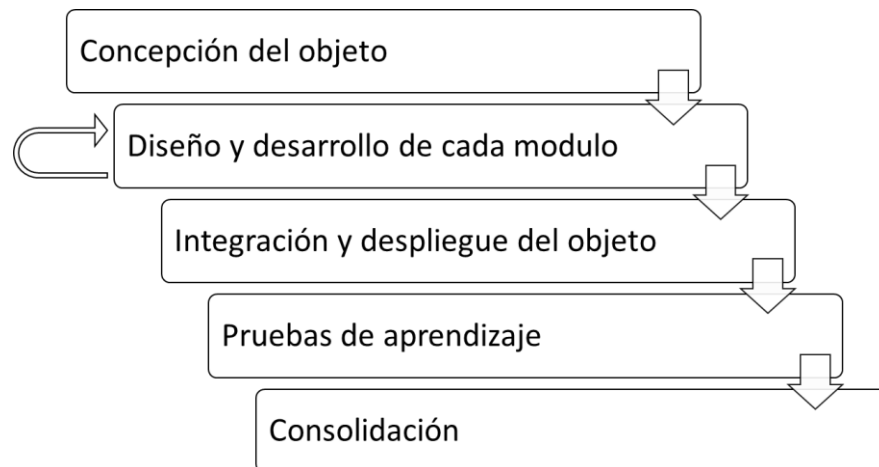 Concepción del objeto
Diseño y desarrollo de cada modulo
Integración y despliegue del objeto
Pruebas de aprendizaje
Consolidación